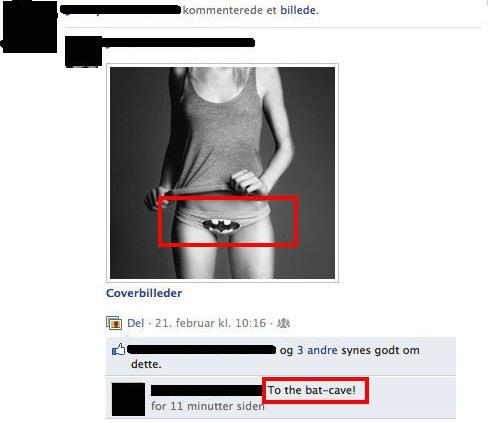 kommenterede et billede.
Coverbilleder
Del · 21. februar kl. 10:16 ·
og 3 andre synes godt om
dette.
To the bat-cave!
for 11 minutter siden